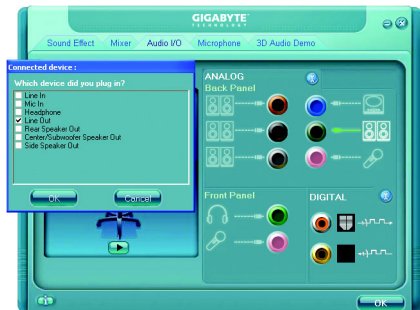 GIGABYTE
TECHNOLOGY
Sound Effect
Mixer
Audio I/O
Microphone
3D Audio Demo
Connected device :
Which device did you plug in?
Line In
Mic In
Headphone
Line Out
Rear Speaker Out
Center/Subwoofer Speaker Out
Side Speaker Out
OK
Cancel
ANALOG
Back Panel
Front Panel
DIGITAL
OK